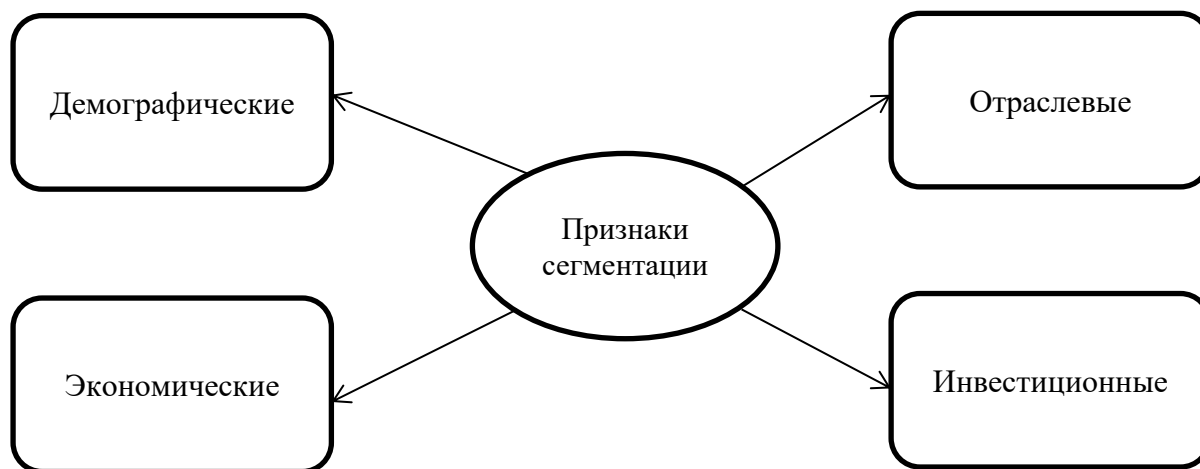 Демографические
Отраслевые
Признаки
сегментации
Экономические
Инвестиционные